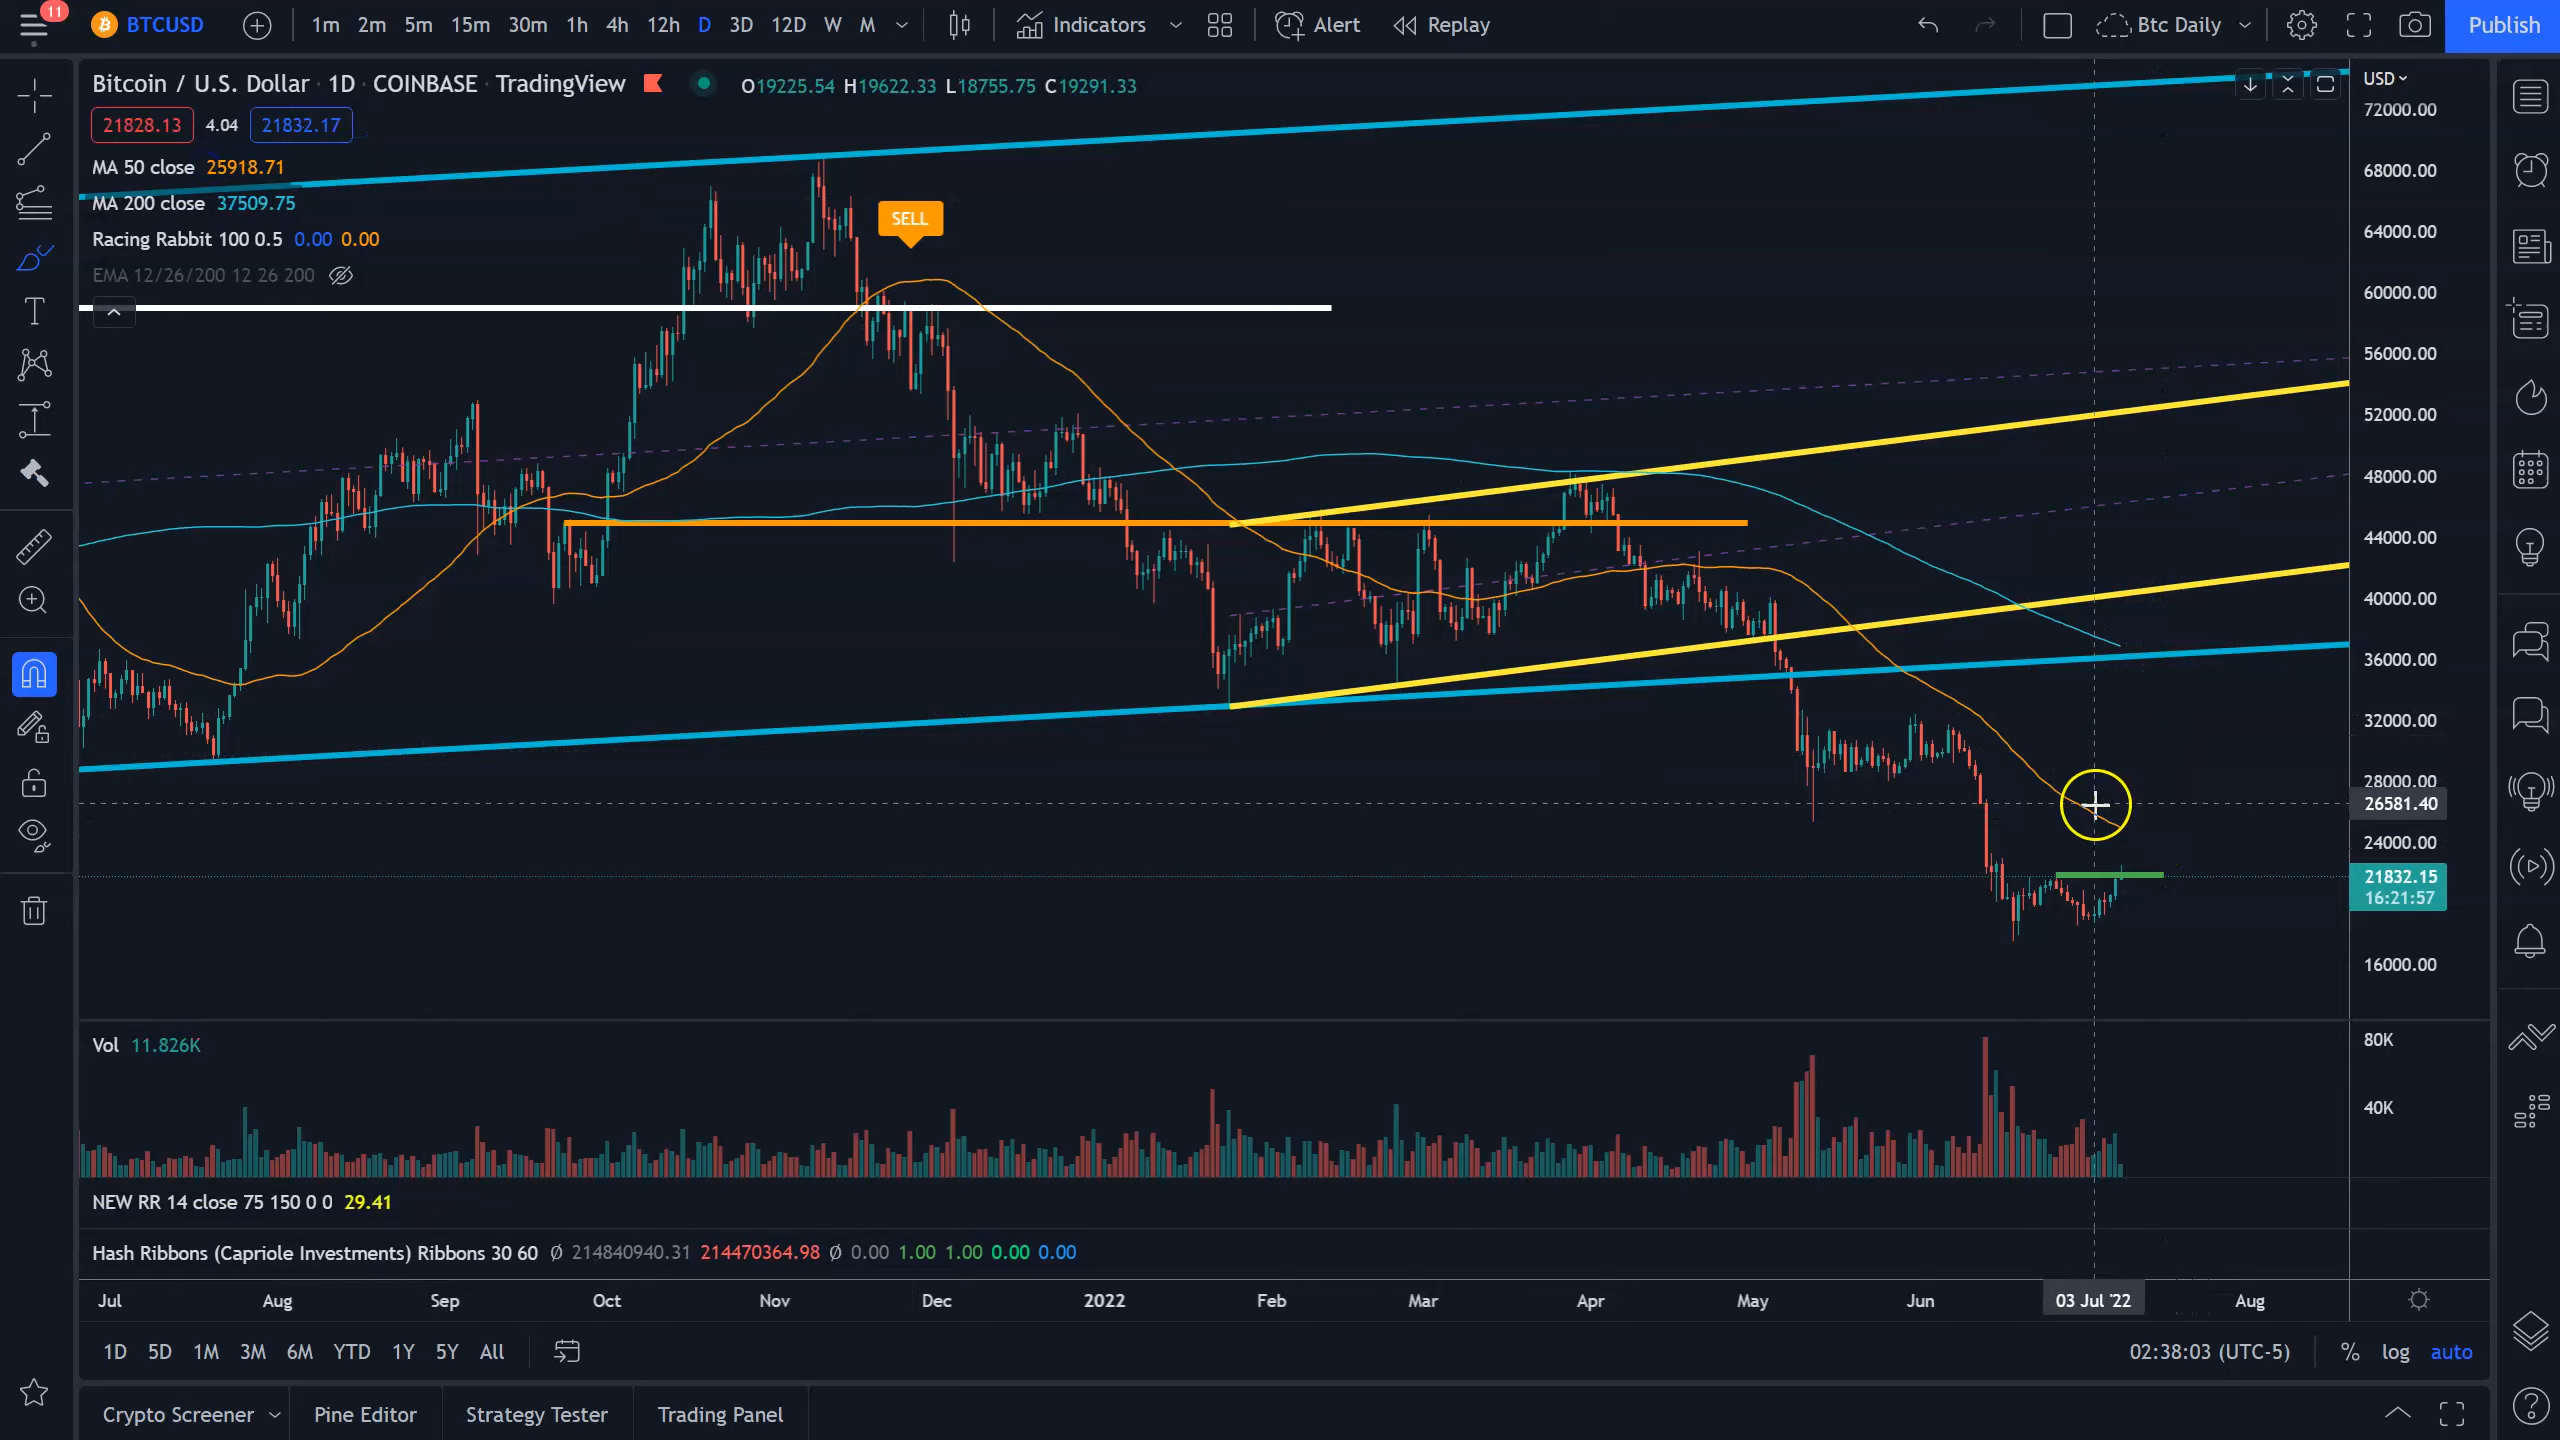 11
BTCUSD 1m 2m 5m 15m 30m 1h 4h 12h D 3D 12D W M Indicators Alert Replay Btc Daily Publish
Bitcoin / U.S. Dollar · 1D · COINBASE · TradingView O19225.54 H19622.33 L18755.75 C19291.33
USD
21828.13 4.04 21832.17
MA 50 close 25918.71
MA 200 close 37509.75
Racing Rabbit 100 0.5 0.00 0.00
EMA 12/26/200 12 26 200
SELL
72000.00
68000.00
64000.00
60000.00
56000.00
52000.00
48000.00
44000.00
40000.00
36000.00
32000.00
28000.00
26581.40
24000.00
21832.15
16:21:57
16000.00
Vol 11.826K
80K
40K
NEW RR 14 close 75 150 0 0 29.41
Hash Ribbons (Capriole Investments) Ribbons 30 60 Ø 214840940.31 214470364.98 Ø 0.00 1.00 1.00 0.00 0.00
Jul Aug Sep Oct Nov Dec 2022 Feb Mar Apr May Jun 03 Jul '22 Aug
1D 5D 1M 3M 6M YTD 1Y 5Y All 02:38:03 (UTC-5) % log auto
Crypto Screener Pine Editor Strategy Tester Trading Panel